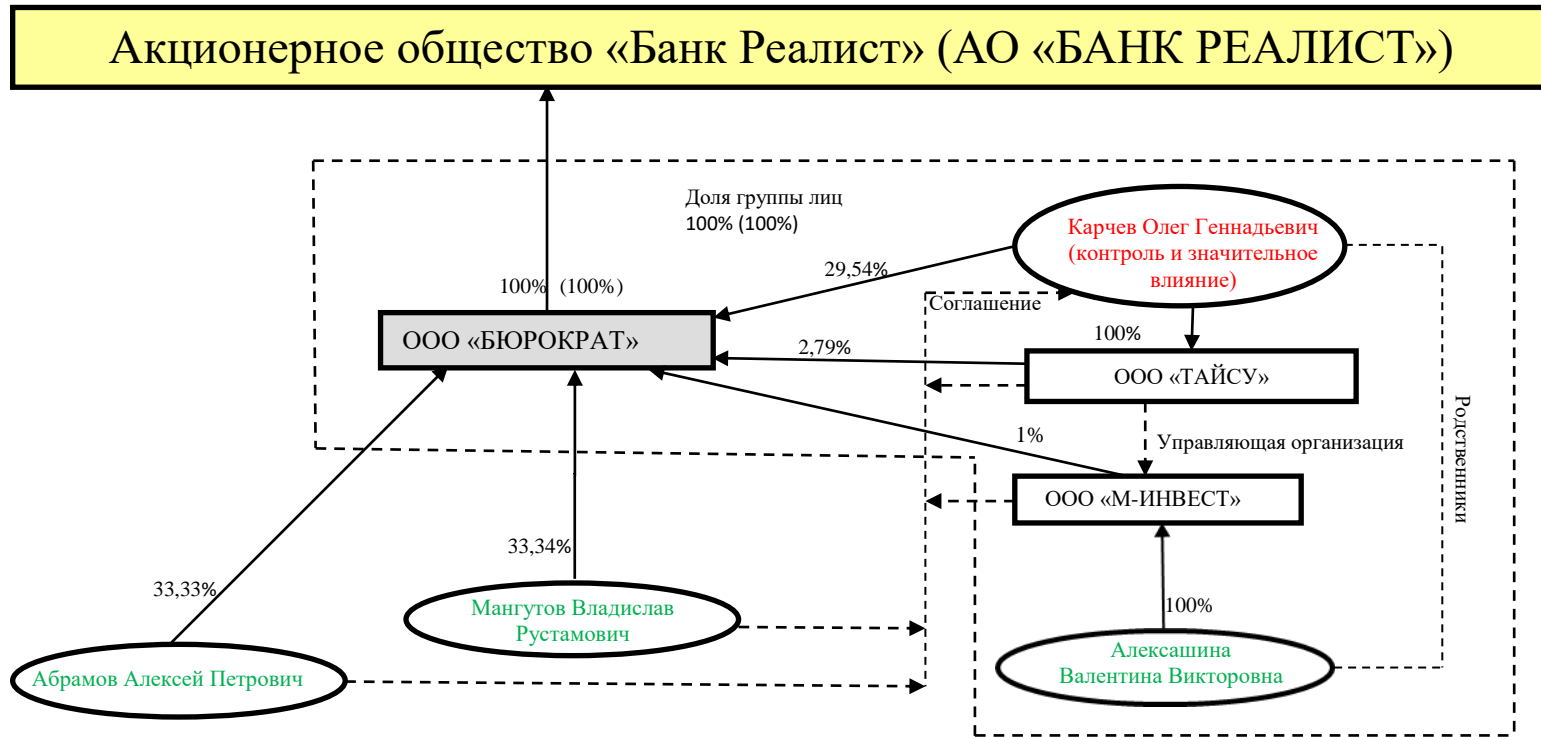 Акционерное общество «Банк Реалист» (АО «БАНК РЕАЛИСТ»)
Доля группы лиц
100% (100%)
Карчев Олег Геннадьевич
(контроль и значительное
влияние)
29,54%
100% (100%)
Соглашение
ООО «БЮРОКРАТ»
2,79%
100%
ООО «ТАЙСУ»
Родственники
1%
Управляющая организация
ООО «М-ИНВЕСТ»
33,34%
33,33%
Мангутов Владислав
Рустамович
100%
Абрамов Алексей Петрович
Алексашина
Валентина Викторовна